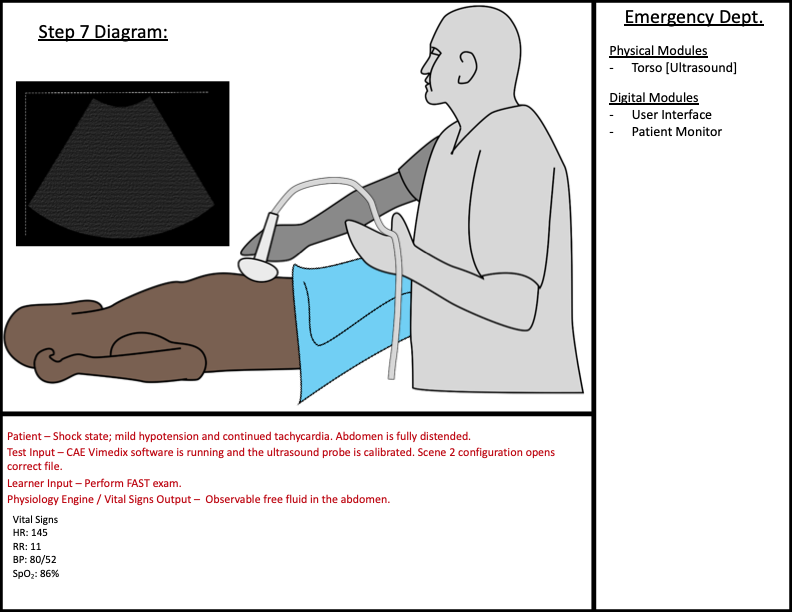 Step 7 Diagram:
Emergency Dept.
Physical Modules
- Torso [Ultrasound]
Digital Modules
- User Interface
- Patient Monitor
Patient – Shock state; mild hypotension and continued tachycardia. Abdomen is fully distended.
Test Input – CAE Vimedix software is running and the ultrasound probe is calibrated. Scene 2 configuration opens
correct file.
Learner Input – Perform FAST exam.
Physiology Engine / Vital Signs Output – Observable free fluid in the abdomen.
Vital Signs
HR: 145
RR: 11
BP: 80/52
SpO₂: 86%